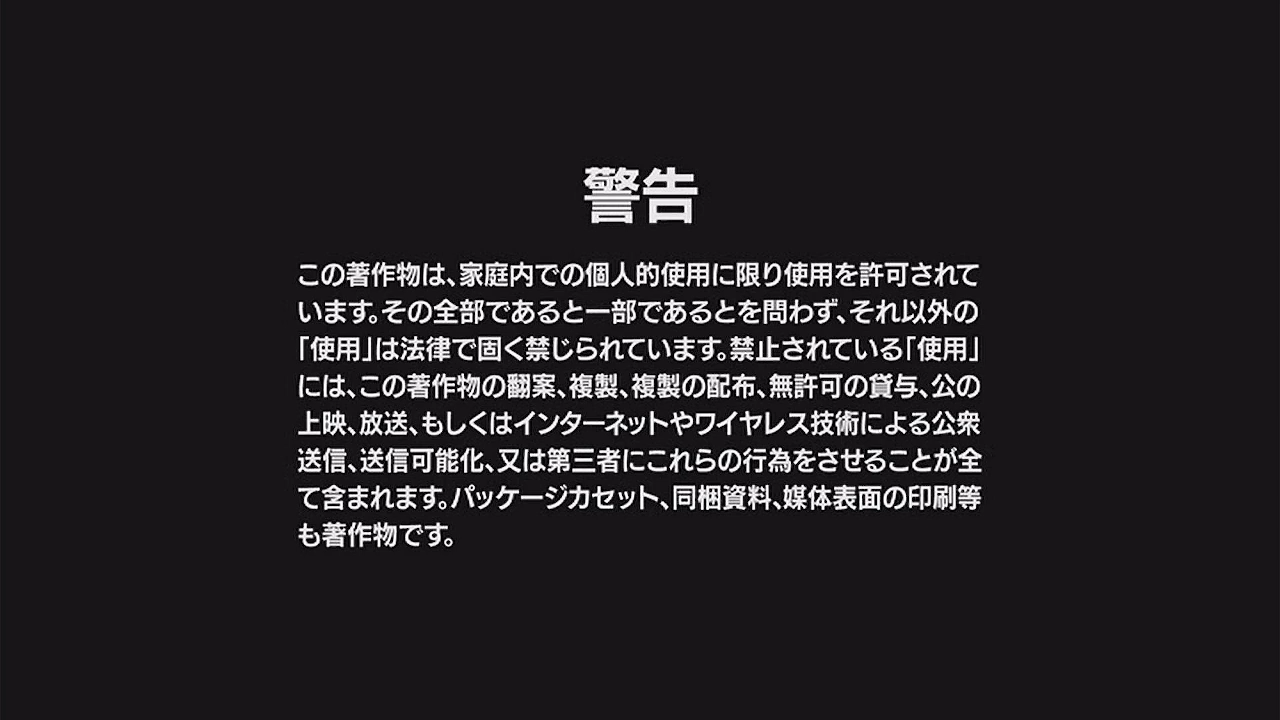 警告
この著作物は、家庭内での個人的使用に限り使用を許可されて
います。その全部であると一部であるとを問わず、それ以外の
「使用」は法律で固く禁じられています。禁止されている「使用」
には、この著作物の翻案、複製、複製の配布、無許可の貸与、公の
上映、放送、もしくはインターネットやワイヤレス技術による公衆
送信、送信可能化、又は第三者にこれらの行為をさせることが全
て含まれます。パッケージカセット、同梱資料、媒体表面の印刷等
も著作物です。